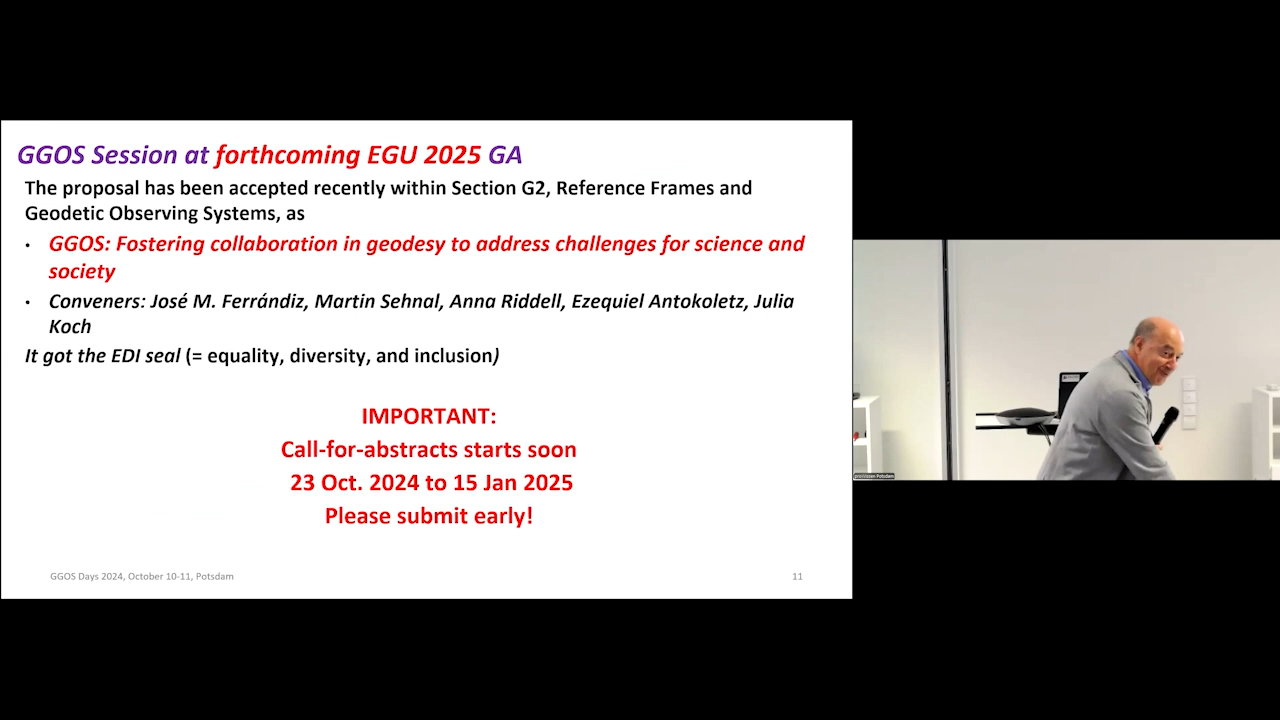 GGOS Session at forthcoming EGU 2025 GA
The proposal has been accepted recently within Section G2, Reference Frames and
Geodetic Observing Systems, as
• GGOS: Fostering collaboration in geodesy to address challenges for science and
society
• Conveners: José M. Ferrándiz, Martin Sehnal, Anna Riddell, Ezequiel Antokoletz, Julia
Koch
It got the EDI seal (= equality, diversity, and inclusion)
IMPORTANT:
Call-for-abstracts starts soon
23 Oct. 2024 to 15 Jan 2025
Please submit early!
GGOS Days 2024, October 10-11, Potsdam
11